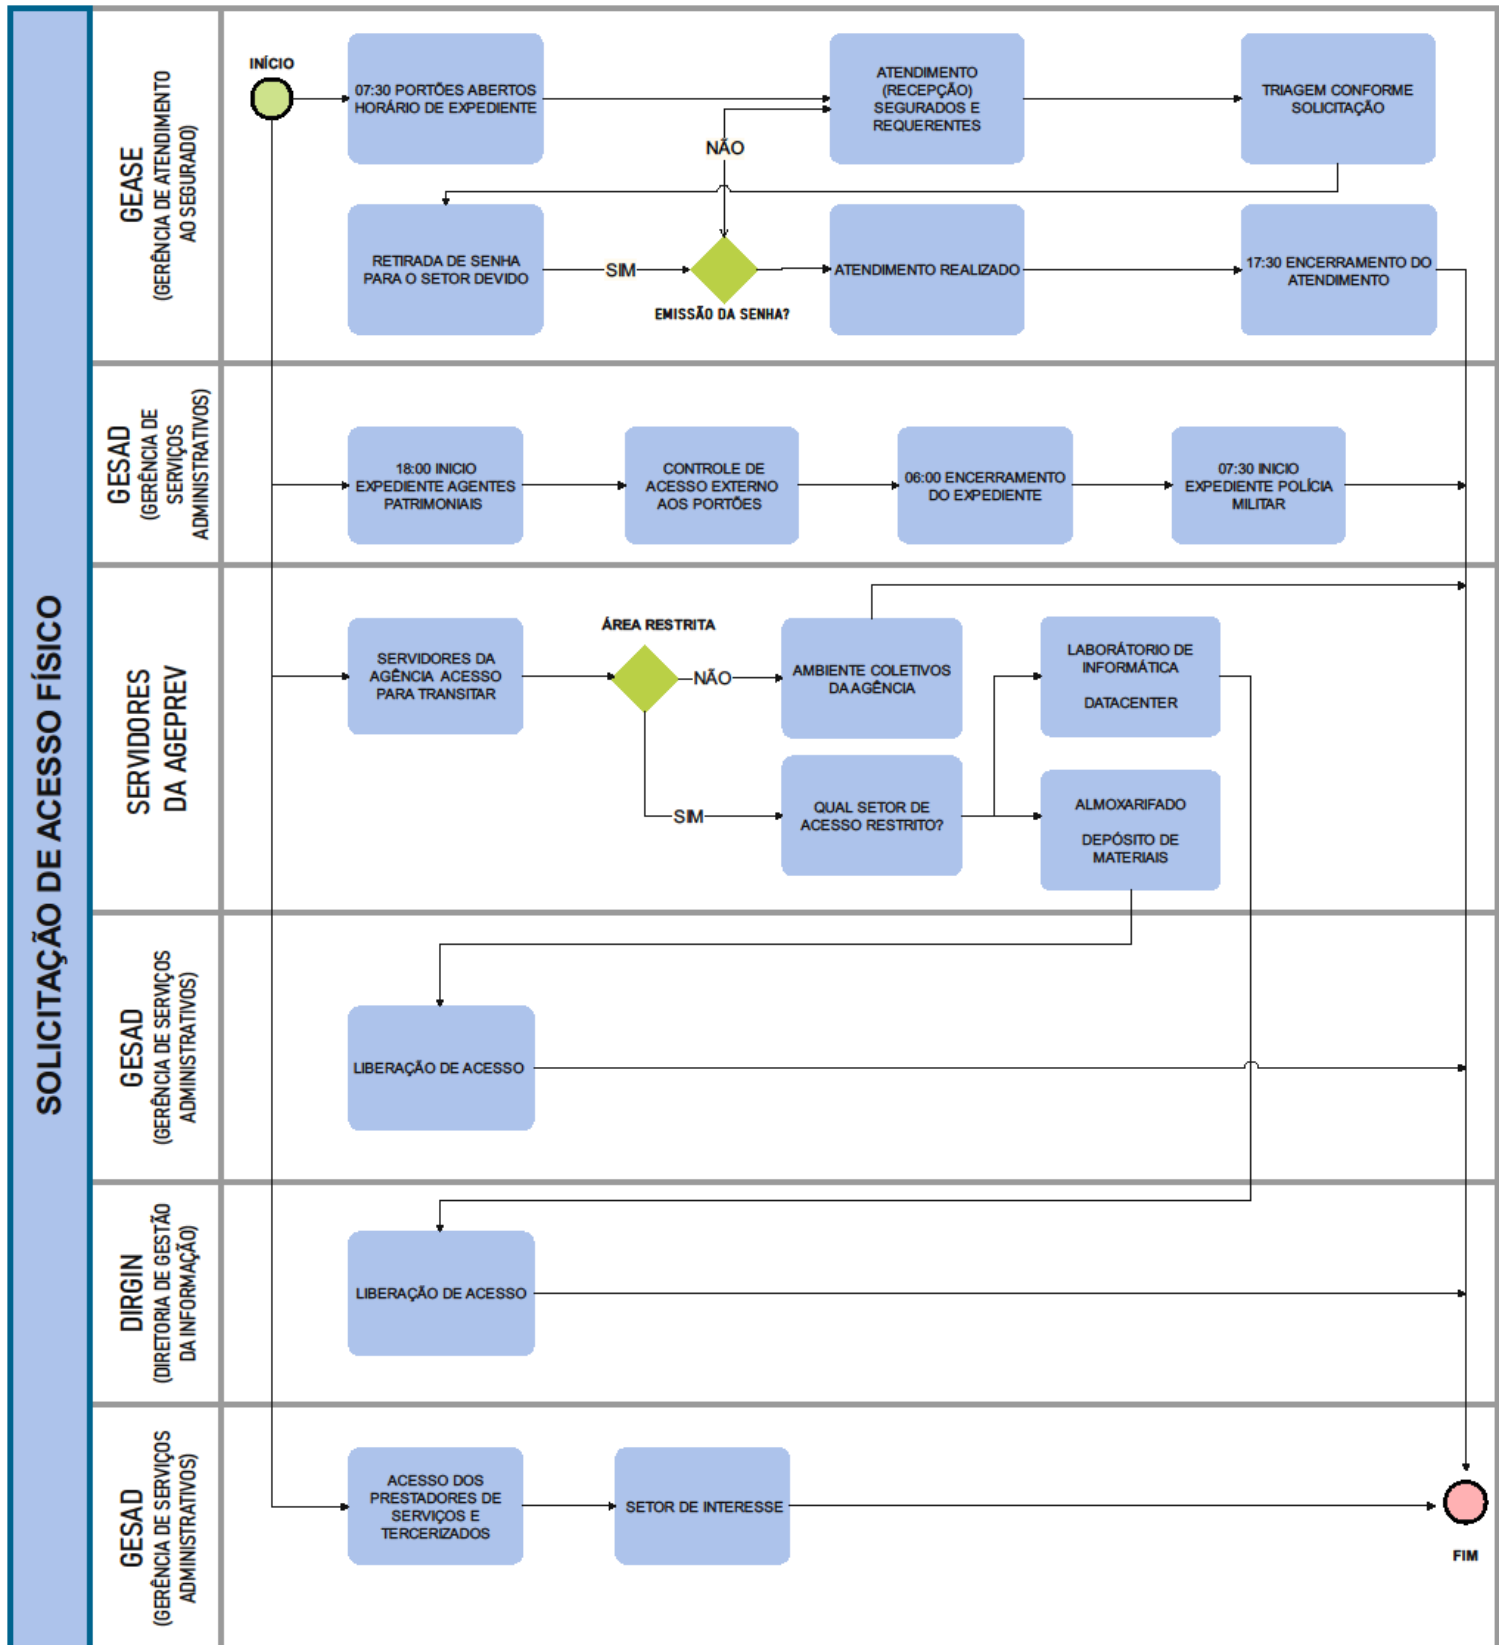 SOLICITAÇÃO DE ACESSO FÍSICO
GEASE
(GERÊNCIA DE ATENDIMENTO
AO SEGURADO)
INÍCIO
07:30 PORTÕES ABERTOS
HORÁRIO DE EXPEDIENTE
ATENDIMENTO
(RECEPÇÃO)
SEGURADOS E
REQUERENTES
TRIAGEM CONFORME
SOLICITAÇÃO
NÃO
RETIRADA DE SENHA
PARA O SETOR DEVIDO
SIM
EMISSÃO DA SENHA?
ATENDIMENTO REALIZADO
17:30 ENCERRAMENTO DO
ATENDIMENTO
GESAD
(GERÊNCIA DE
SERVIÇOS
ADMINISTRATIVOS)
18:00 INICIO
EXPEDIENTE AGENTES
PATRIMONIAIS
CONTROLE DE
ACESSO EXTERNO
AOS PORTÕES
06:00 ENCERRAMENTO
DO EXPEDIENTE
07:30 INICIO
EXPEDIENTE POLÍCIA
MILITAR
SERVIDORES
DA AGEPREV
SERVIDORES DA
AGÊNCIA ACESSO
PARA TRANSITAR
ÁREA RESTRITA
NÃO
AMBIENTE COLETIVOS
DA AGÊNCIA
LABORÁTORIO DE
INFORMÁTICA
DATACENTER
SIM
QUAL SETOR DE
ACESSO RESTRITO?
ALMOXARIFADO
DEPÓSITO DE
MATERIAIS
GESAD
(GERÊNCIA DE SERVIÇOS
ADMINISTRATIVOS)
LIBERAÇÃO DE ACESSO
DIRGIN
(DIRETORIA DE GESTÃO
DA INFORMAÇÃO)
LIBERAÇÃO DE ACESSO
GESAD
(GERÊNCIA DE SERVIÇOS
ADMINISTRATIVOS)
ACESSO DOS
PRESTADORES DE
SERVIÇOS E
TERCERIZADOS
SETOR DE INTERESSE
FIM